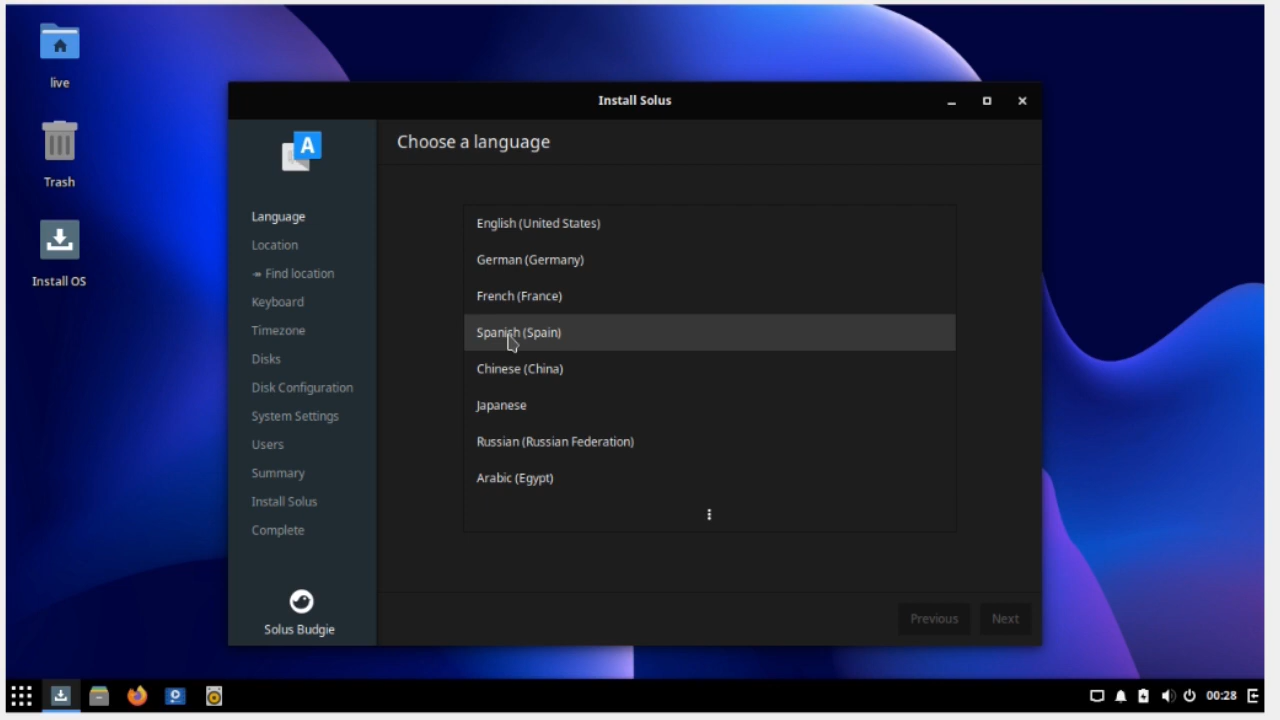 live
Trash
Install OS
Install Solus
A
Choose a language
Language
Location
Find location
Keyboard
Timezone
Disks
Disk Configuration
System Settings
Users
Summary
Install Solus
Complete
Solus Budgie
English (United States)
German (Germany)
French (France)
Spanish (Spain)
Chinese (China)
Japanese
Russian (Russian Federation)
Arabic (Egypt)
Previous
Next
00:28